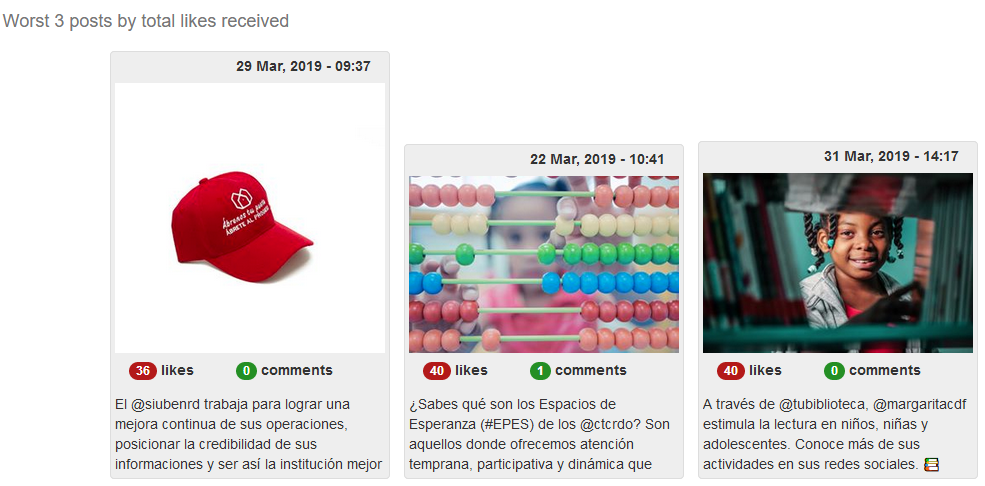 Worst 3 posts by total likes received
29 Mar, 2019 - 09:37
ÁBRETE AL PROGRESO
36 likes 0 comments
El @siubenrd trabaja para lograr una
mejora continua de sus operaciones,
posicionar la credibilidad de sus
informaciones y ser así la institución mejor
22 Mar, 2019 - 10:41
40 likes 1 comments
¿Sabes qué son los Espacios de
Esperanza (#EPES) de los @ctcrdo? Son
aquellos donde ofrecemos atención
temprana, participativa y dinámica que
31 Mar, 2019 - 14:17
40 likes 0 comments
A través de @tubiblioteca, @margaritacdf
estimula la lectura en niños, niñas y
adolescentes. Conoce más de sus
actividades en sus redes sociales. 📚